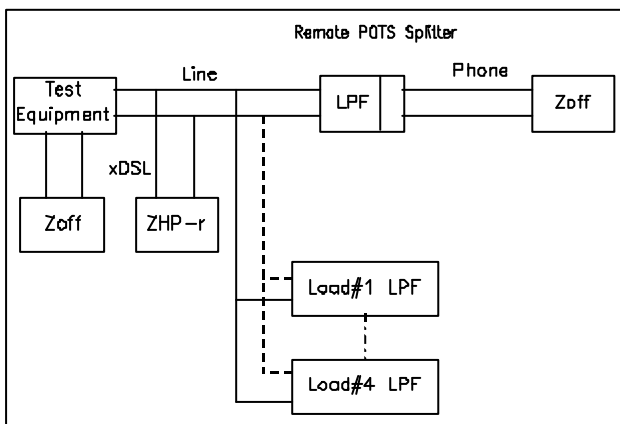 Remote POTS Splitter
Test
Equipment
Line
LPF
Phone
Zoff
xDSL
Zoff
ZHP-r
Load#1 LPF
Load#4 LPF